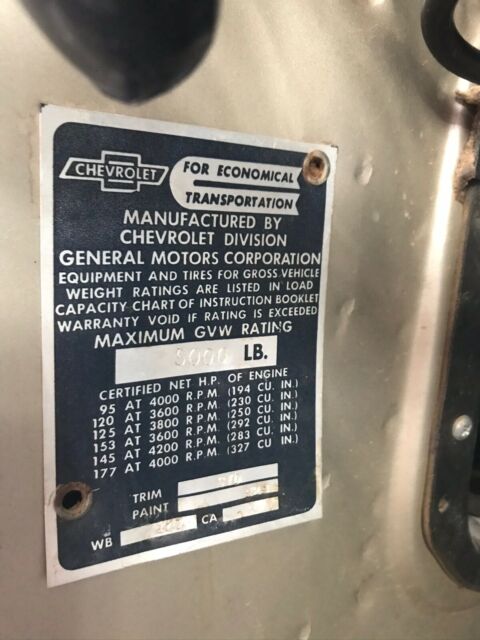 CHEVROLET
FOR ECONOMICAL
TRANSPORTATION
MANUFACTURED BY
CHEVROLET DIVISION
GENERAL MOTORS CORPORATION
EQUIPMENT AND TIRES FOR GROSS VEHICLE
WEIGHT RATINGS ARE LISTED IN LOAD
CAPACITY CHART OF INSTRUCTION BOOKLET
WARRANTY VOID IF RATING IS EXCEEDED
MAXIMUM GVW RATING
5000 LB.
CERTIFIED NET H.P. OF ENGINE
95 AT 4000 R.P.M. (194 CU. IN.)
120 AT 3600 R.P.M. (230 CU. IN.)
125 AT 3800 R.P.M. (250 CU. IN.)
153 AT 3600 R.P.M. (292 CU. IN.)
145 AT 4200 R.P.M. (283 CU. IN.)
177 AT 4000 R.P.M. (327 CU. IN.)
TRIM
PAINT
WB CA